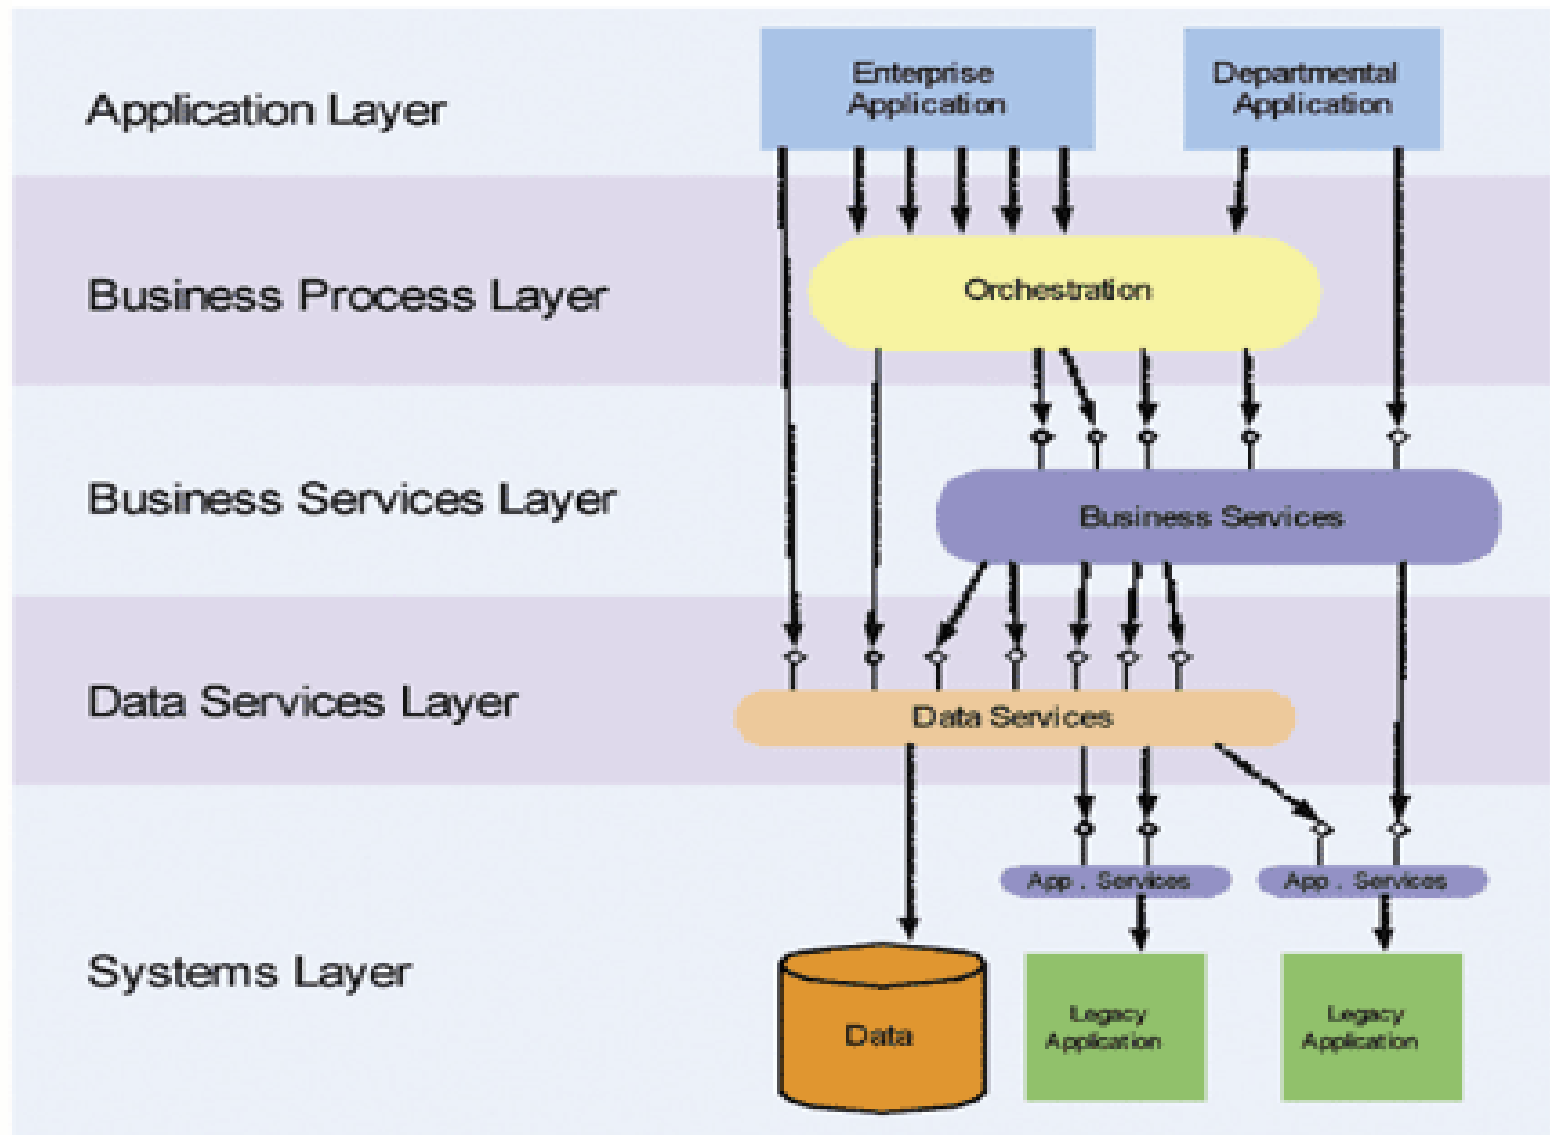 Application Layer
Enterprise
Application
Departmental
Application
Business Process Layer
Orchestration
Business Services Layer
Business Services
Data Services Layer
Data Services
App . Services
App . Services
Systems Layer
Data
Legacy
Application
Legacy
Application